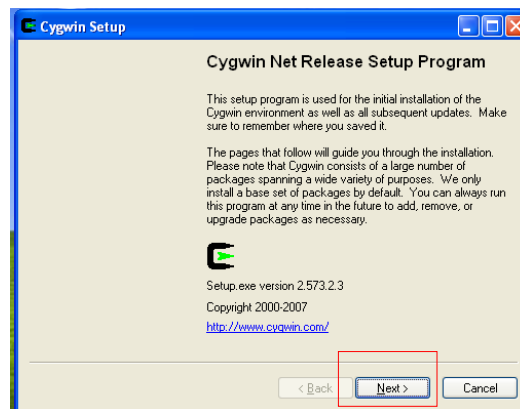 Cygwin Setup
Cygwin Net Release Setup Program
This setup program is used for the initial installation of the
Cygwin environment as well as all subsequent updates. Make
sure to remember where you saved it.
The pages that follow will guide you through the installation.
Please note that Cygwin consists of a large number of
packages spanning a wide variety of purposes. We only
install a base set of packages by default. You can always run
this program at any time in the future to add, remove, or
upgrade packages as necessary.
Setup.exe version 2.573.2.3
Copyright 2000-2007
http://www.cygwin.com/
< Back Next > Cancel